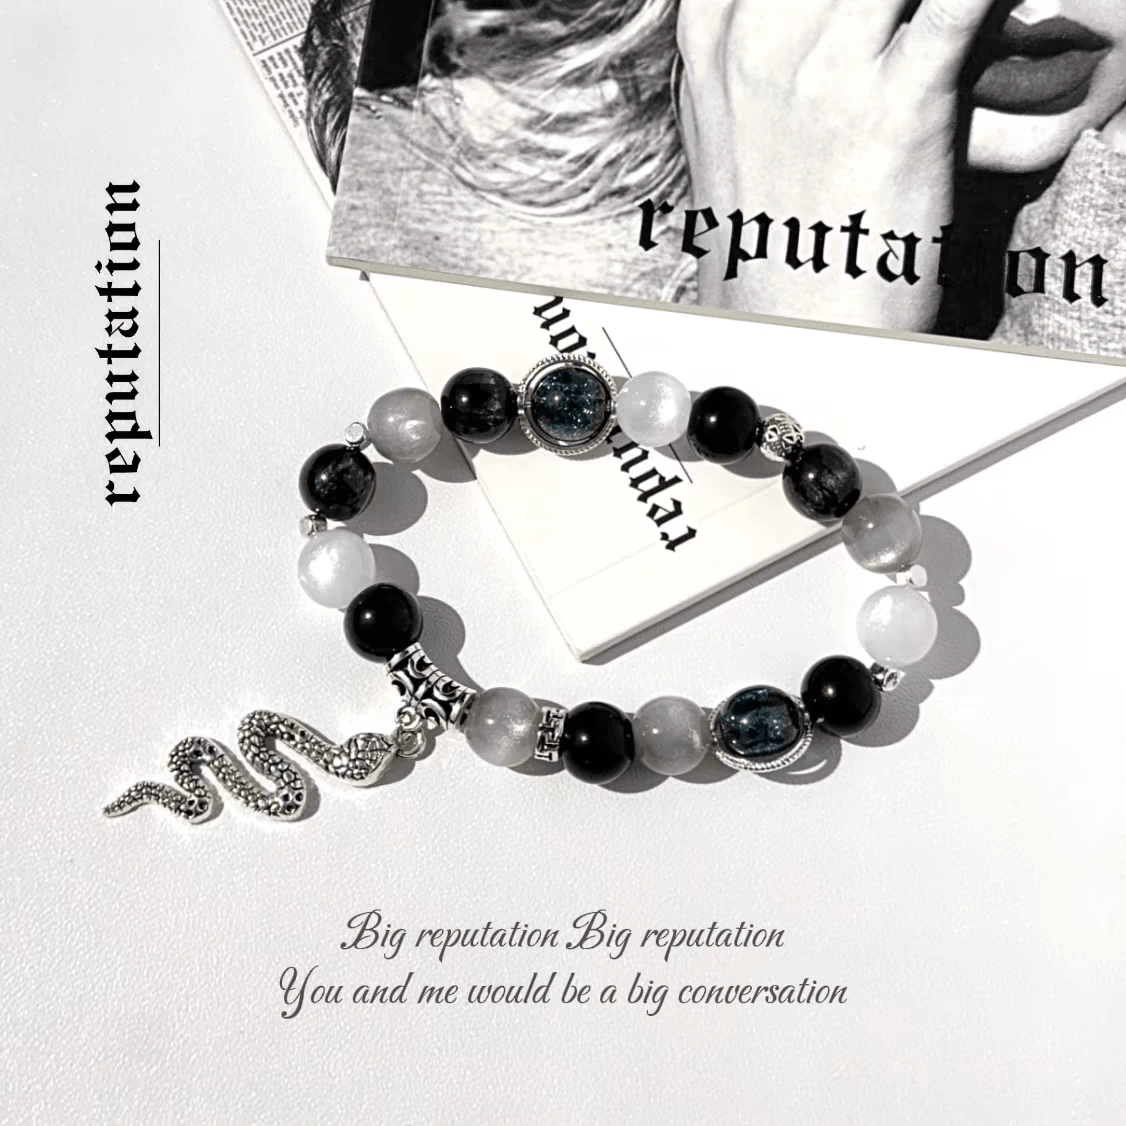 reputation
reputation
reputation
Big reputation Big reputation
You and me would be a big conversation